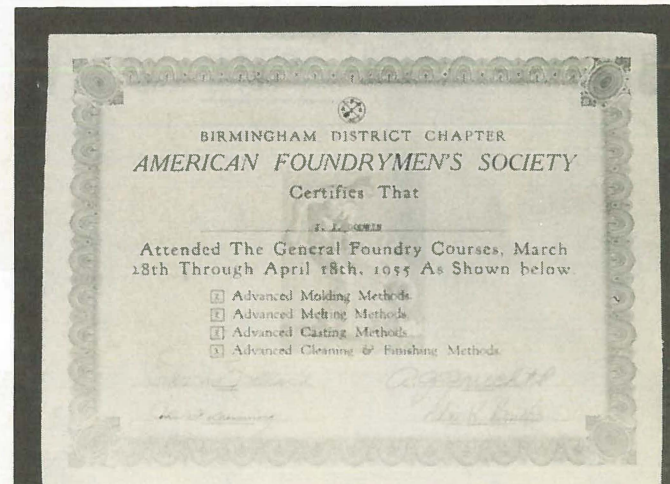 BIRMINGHAM DISTRICT CHAPTER
AMERICAN FOUNDRYMEN'S SOCIETY
Certifies That
J. L.
Attended The General Foundry Courses, March
28th Through April 18th, 1955 As Shown below
Advanced Molding Methods
Advanced Melting Methods
Advanced Casting Methods
Advanced Cleaning & Finishing Methods